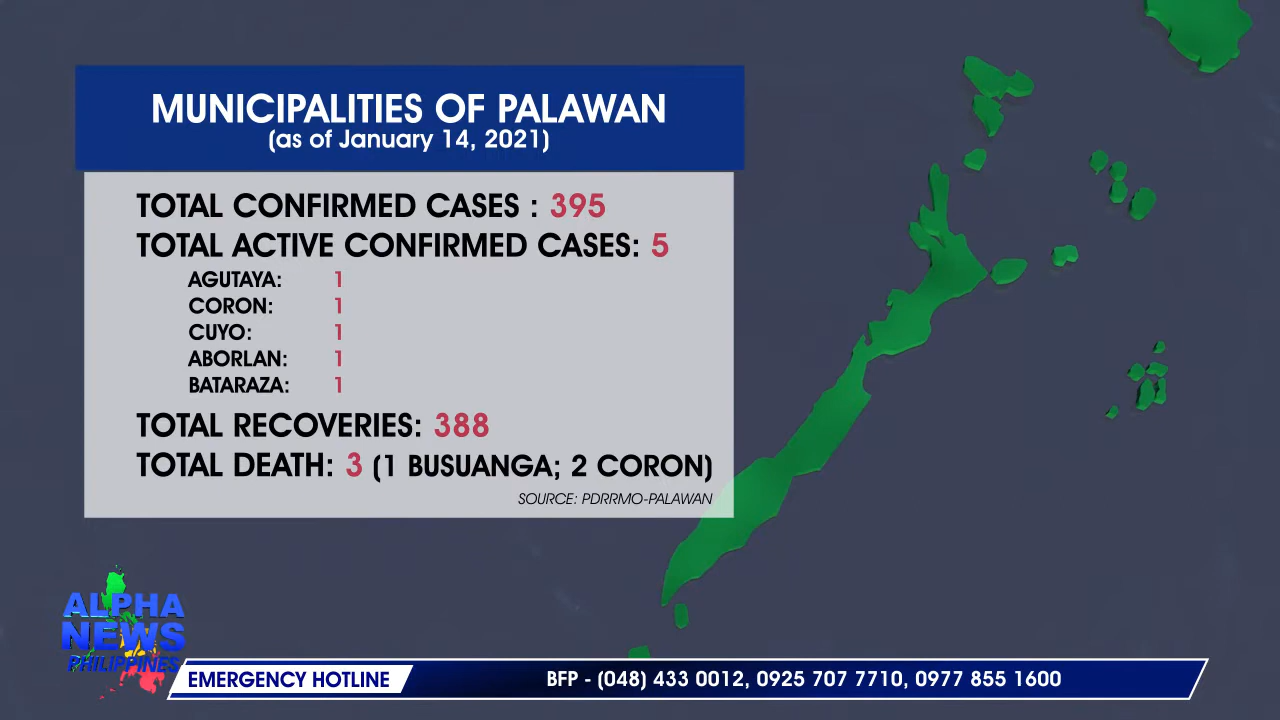 MUNICIPALITIES OF PALAWAN
(as of January 14, 2021)
TOTAL CONFIRMED CASES : 395
TOTAL ACTIVE CONFIRMED CASES: 5
AGUTAYA: 1
CORON: 1
CUYO: 1
ABORLAN: 1
BATARAZA: 1
TOTAL RECOVERIES: 388
TOTAL DEATH: 3 (1 BUSUANGA; 2 CORON)
SOURCE: PDRRMO-PALAWAN
ALPHA
NEWS
PHILIPPINES
EMERGENCY HOTLINE BFP - (048) 433 0012, 0925 707 7710, 0977 855 1600